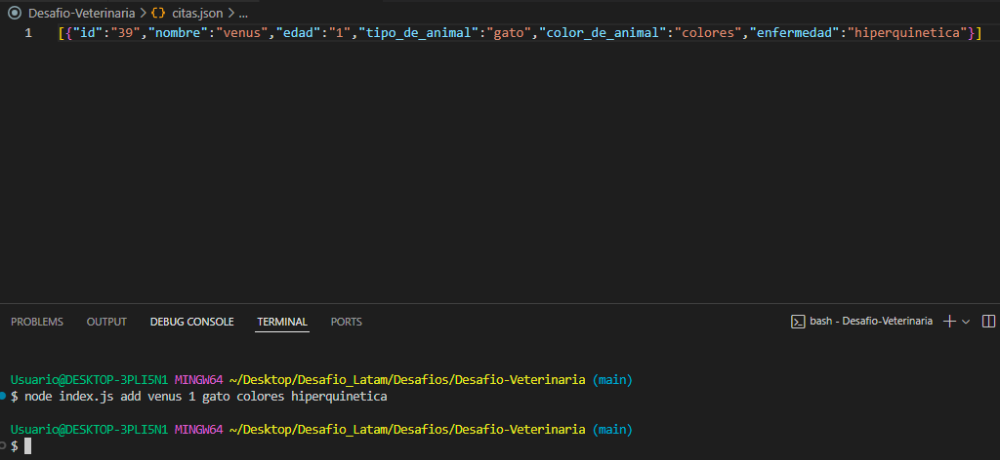 Desafio-Veterinaria > {} citas.json > ...
1 [{"id":"39","nombre":"venus","edad":"1","tipo_de_animal":"gato","color_de_animal":"colores","enfermedad":"hiperquinetica"}]
PROBLEMS OUTPUT DEBUG CONSOLE TERMINAL PORTS bash - Desafio-Veterinaria
Usuario@DESKTOP-3PLI5N1 MINGW64 ~/Desktop/Desafio_Latam/Desafios/Desafio-Veterinaria (main)
$ node index.js add venus 1 gato colores hiperquinetica
Usuario@DESKTOP-3PLI5N1 MINGW64 ~/Desktop/Desafio_Latam/Desafios/Desafio-Veterinaria (main)
$